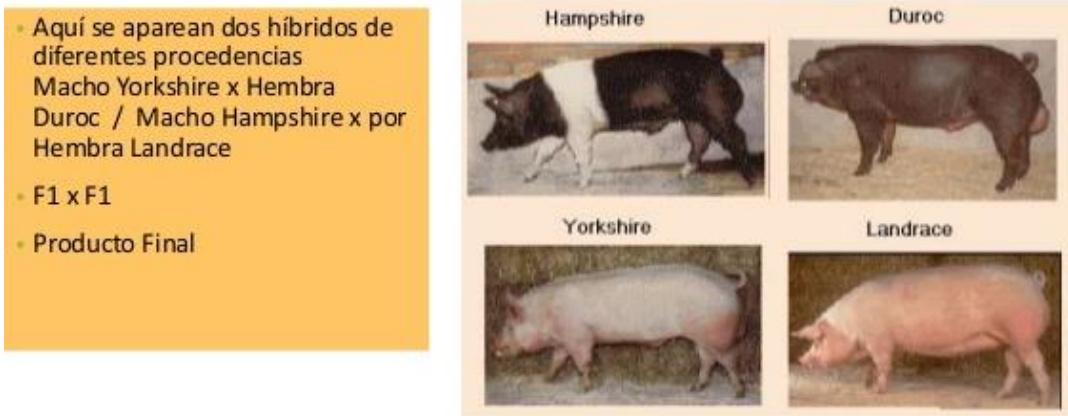 • Aquí se aparean dos híbridos de
diferentes procedencias
Macho Yorkshire x Hembra
Duroc / Macho Hampshire x por
Hembra Landrace
• F1 x F1
• Producto Final
Hampshire
Duroc
Yorkshire
Landrace